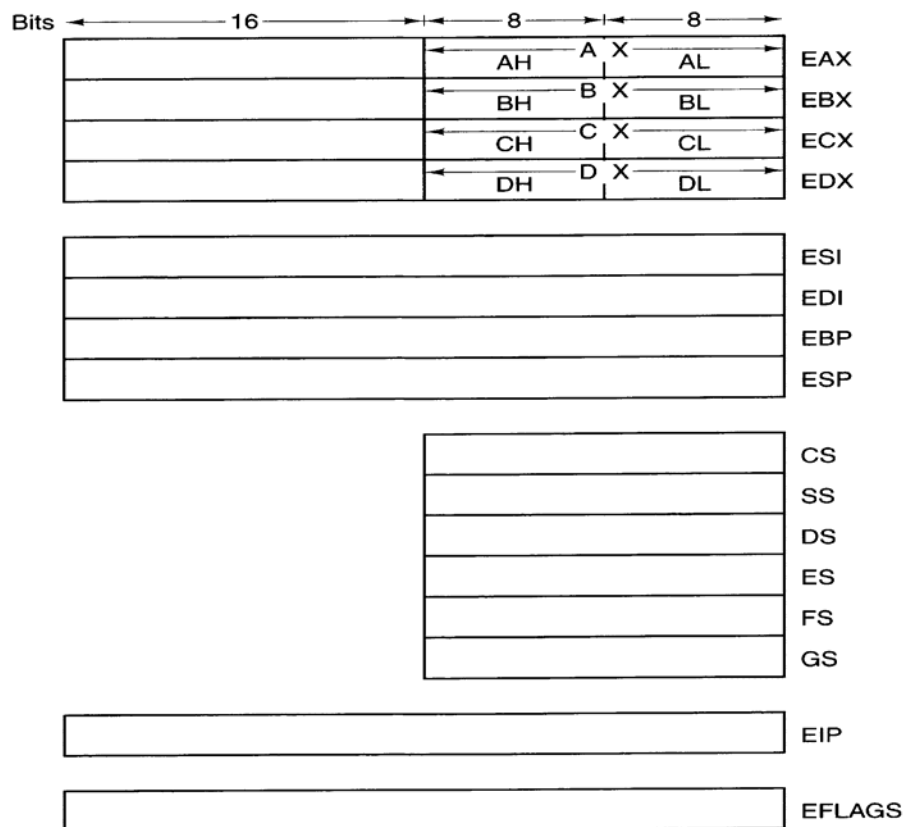 Bits 16 8 8
A X
AH AL EAX
B X
BH BL EBX
C X
CH CL ECX
D X
DH DL EDX
ESI
EDI
EBP
ESP
CS
SS
DS
ES
FS
GS
EIP
EFLAGS